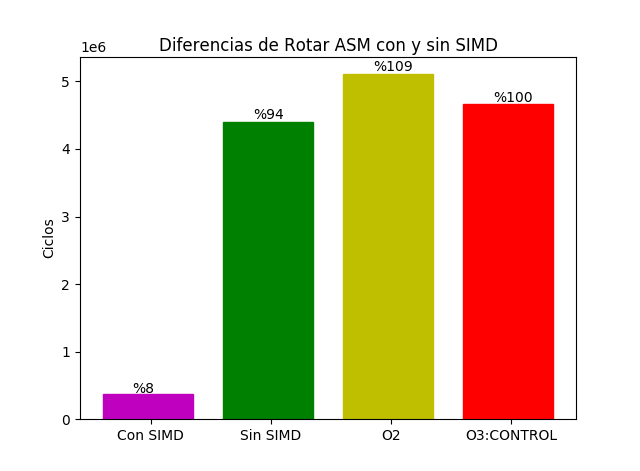 Diferencias de Rotar ASM con y sin SIMD
1e6
5
4
3
2
1
0
Ciclos
%8
%94
%109
%100
Con SIMD
Sin SIMD
O2
O3:CONTROL